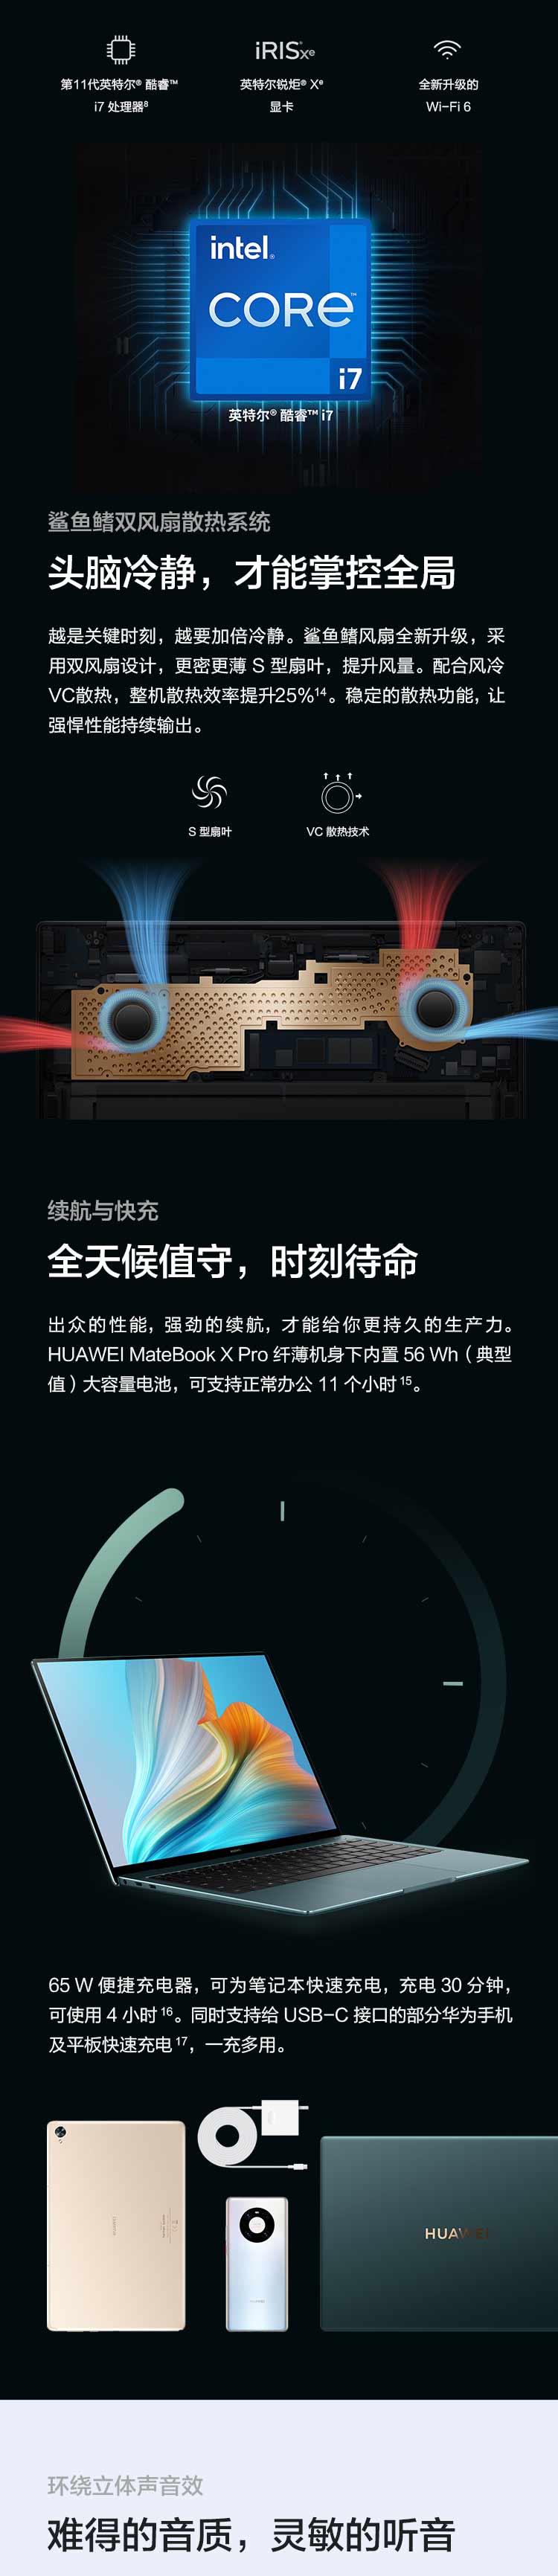 iRISxe
第11代英特尔® 酷睿™
i7 处理器8
英特尔锐炬® Xe
显卡
全新升级的
Wi-Fi 6
intel®
CORe™
i7
英特尔® 酷睿™ i7
鲨鱼鳍双风扇散热系统
头脑冷静，才能掌控全局
越是关键时刻，越要加倍冷静。鲨鱼鳍风扇全新升级，采
用双风扇设计，更密更薄 S 型扇叶，提升风量。配合风冷
VC散热，整机散热效率提升25%14。稳定的散热功能，让
强悍性能持续输出。
S 型扇叶
VC 散热技术
续航与快充
全天候值守，时刻待命
出众的性能，强劲的续航，才能给你更持久的生产力。
HUAWEI MateBook X Pro 纤薄机身下内置 56 Wh（典型
值）大容量电池，可支持正常办公 11 个小时15。
65 W 便捷充电器，可为笔记本快速充电，充电 30 分钟，
可使用 4 小时16。同时支持给 USB-C 接口的部分华为手机
及平板快速充电17，一充多用。
HUAWEI
环绕立体声音效
难得的音质，灵敏的听音